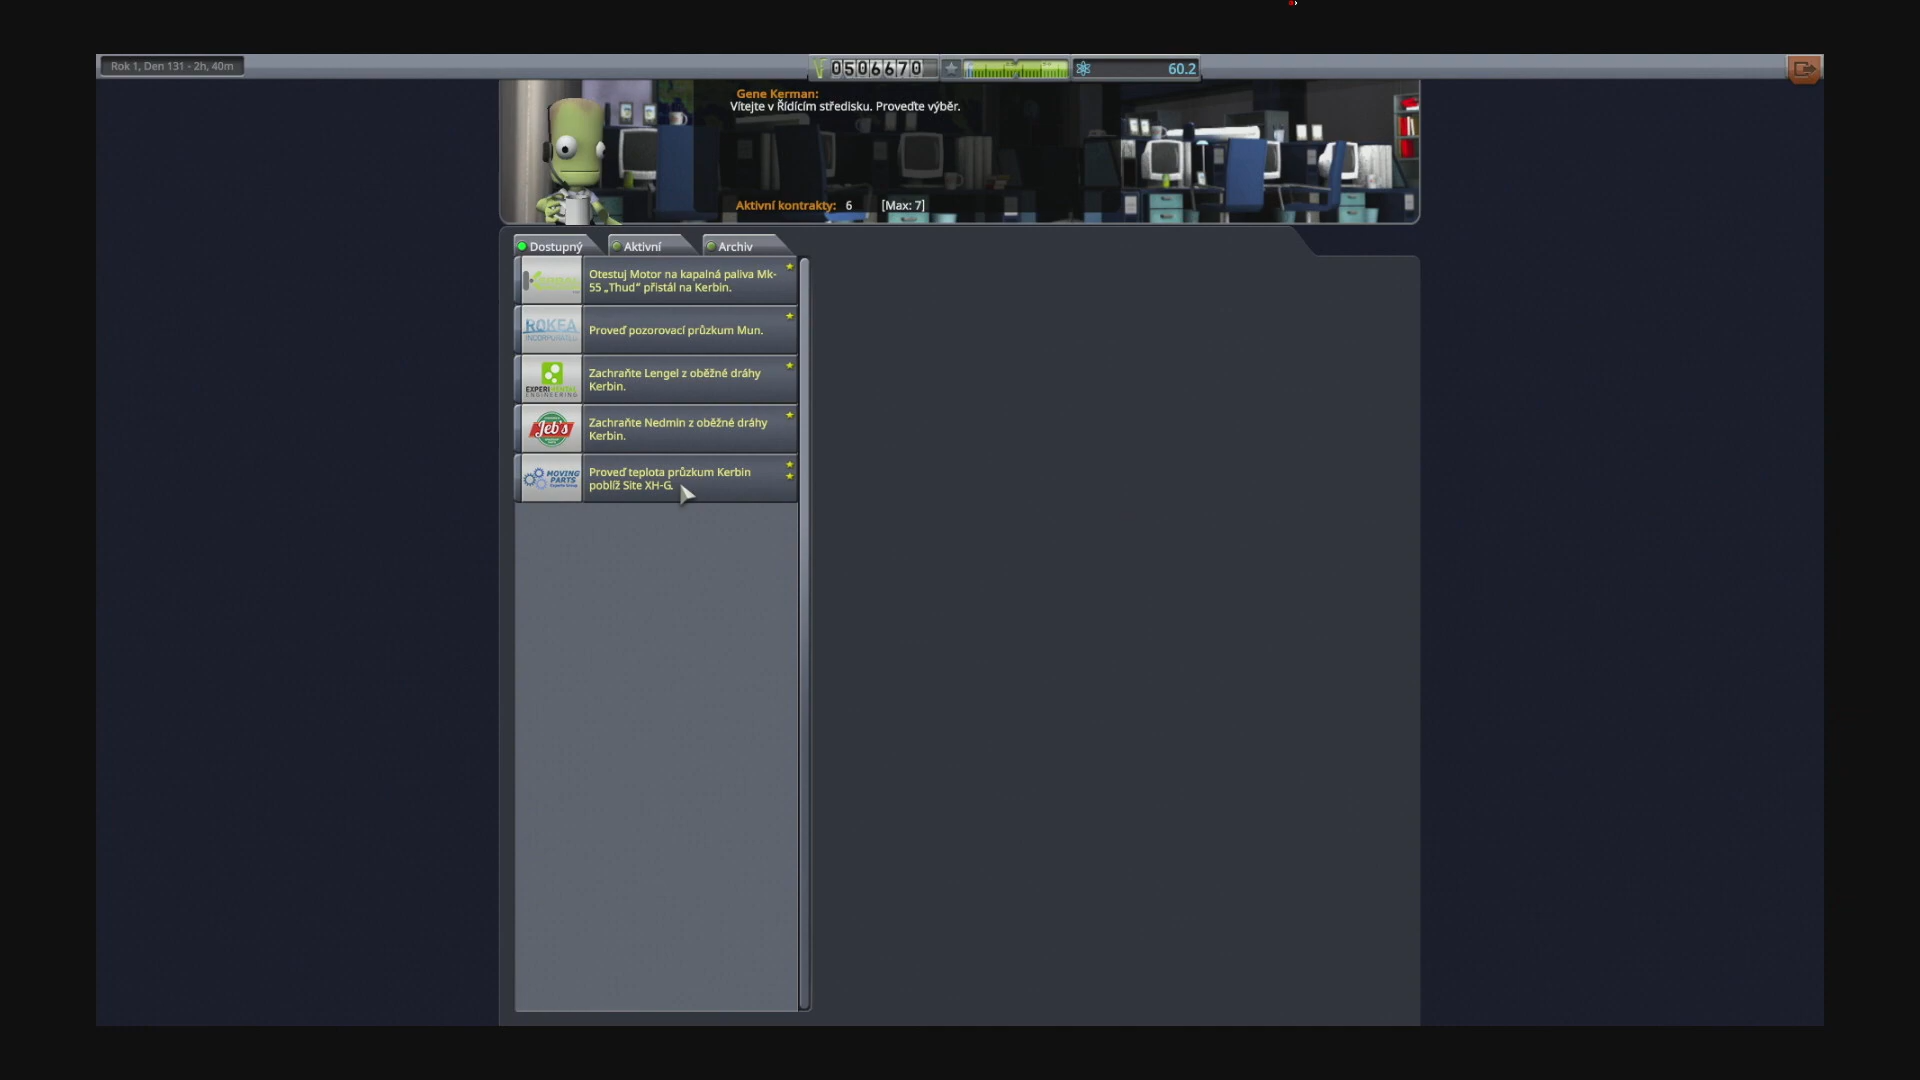 Rok 1, Den 131 - 2h, 40m
0506670
60.2
Gene Kerman:
Vítejte v Řídícím středisku. Proveďte výběr.
Aktivní kontrakty: 6 [Max: 7]
Dostupný
Aktivní
Archiv
Otestuj Motor na kapalná paliva Mk-
55 „Thud“ přistál na Kerbin.
ROKEA
INCORPORATED
Proveď pozorovací průzkum Mun.
EXPERIMENTAL
ENGINEERING
Zachraňte Lengel z oběžné dráhy
Kerbin.
Jeb's
Zachraňte Nedmin z oběžné dráhy
Kerbin.
MOVING
PARTS
Proveď teplota průzkum Kerbin
poblíž Site XH-G.